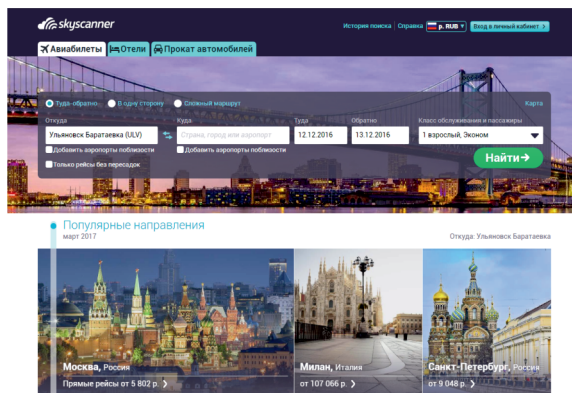 skyscanner
История поиска Справка р. RUB Вход в личный кабинет >
Авиабилеты Отели Прокат автомобилей
Туда-обратно В одну сторону Сложный маршрут Карта
Откуда Куда Туда Обратно Класс обслуживания и пассажиры
Ульяновск Баратаевка (ULV) Страна, город или аэропорт 12.12.2016 13.12.2016 1 взрослый, Эконом
Добавить аэропорты поблизости Добавить аэропорты поблизости
Только рейсы без пересадок
Найти→
Популярные направления
март 2017 Откуда: Ульяновск Баратаевка
Москва, Россия Милан, Италия Санкт-Петербург, Россия
Прямые рейсы от 5 802 р. > от 107 066 р. > от 9 048 р. >